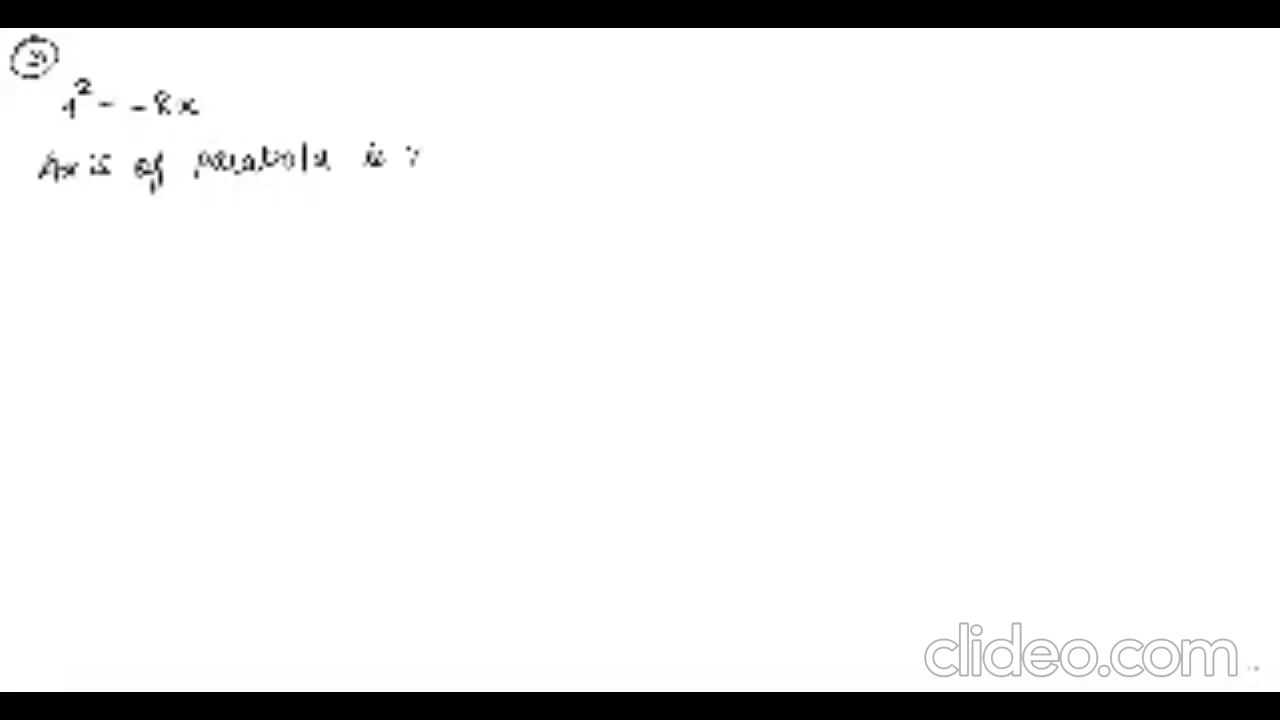 y² = -8x
Axis of parabola is
clideo.com